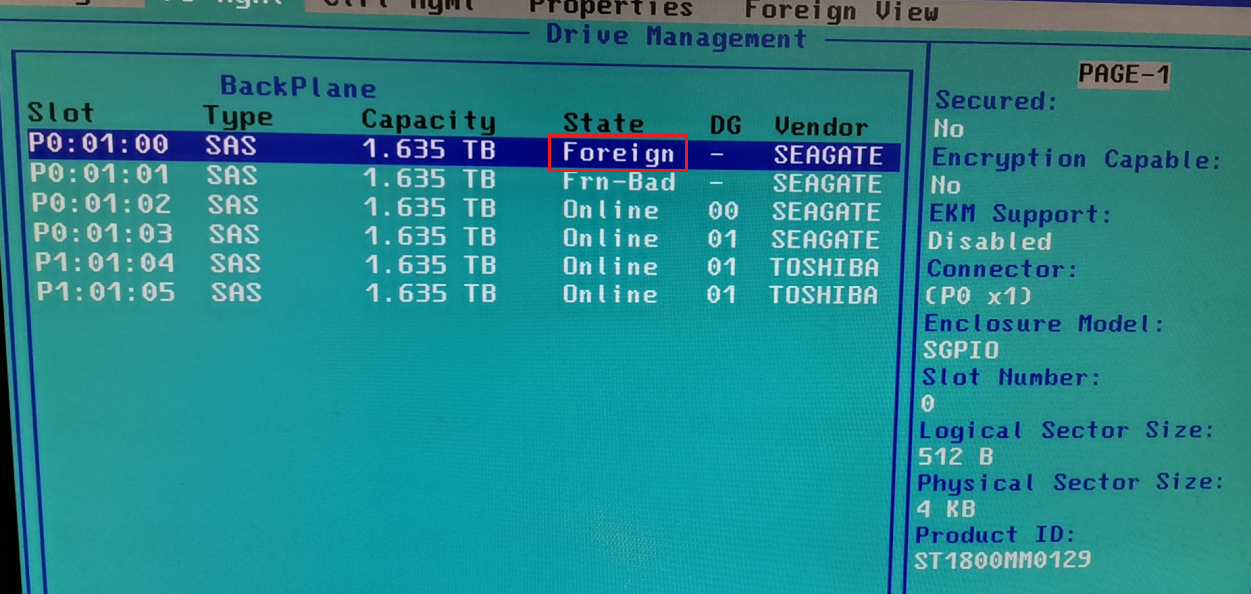 Properties Foreign View
Drive Management
BackPlane
Slot Type Capacity State DG Vendor
P0:01:00 SAS 1.635 TB Foreign – SEAGATE
P0:01:01 SAS 1.635 TB Frn-Bad – SEAGATE
P0:01:02 SAS 1.635 TB Online 00 SEAGATE
P0:01:03 SAS 1.635 TB Online 01 SEAGATE
P1:01:04 SAS 1.635 TB Online 01 TOSHIBA
P1:01:05 SAS 1.635 TB Online 01 TOSHIBA
PAGE-1
Secured:
No
Encryption Capable:
No
EKM Support:
Disabled
Connector:
(P0 x1)
Enclosure Model:
SGPIO
Slot Number:
0
Logical Sector Size:
512 B
Physical Sector Size:
4 KB
Product ID:
ST1800MM0129